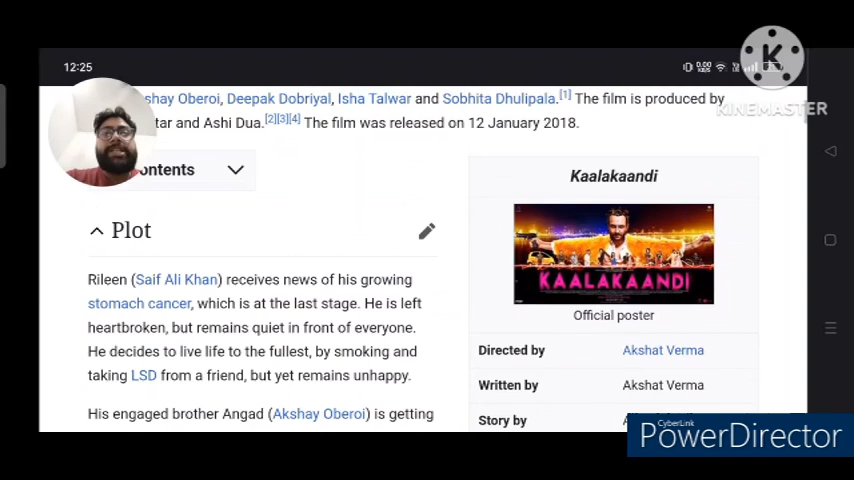 12:25
0.00
KINEMASTER
shay Oberoi, Deepak Dobriyal, Isha Talwar and Sobhita Dhulipala.[1] The film is produced by
tar and Ashi Dua.[2][3][4] The film was released on 12 January 2018.
ontents
Kaalakaandi
Plot
KAALAKAANDI
Official poster
Rileen (Saif Ali Khan) receives news of his growing
stomach cancer, which is at the last stage. He is left
heartbroken, but remains quiet in front of everyone.
He decides to live life to the fullest, by smoking and
taking LSD from a friend, but yet remains unhappy.
His engaged brother Angad (Akshay Oberoi) is getting
Directed by Akshat Verma
Written by Akshat Verma
Story by
CyberLink
PowerDirector